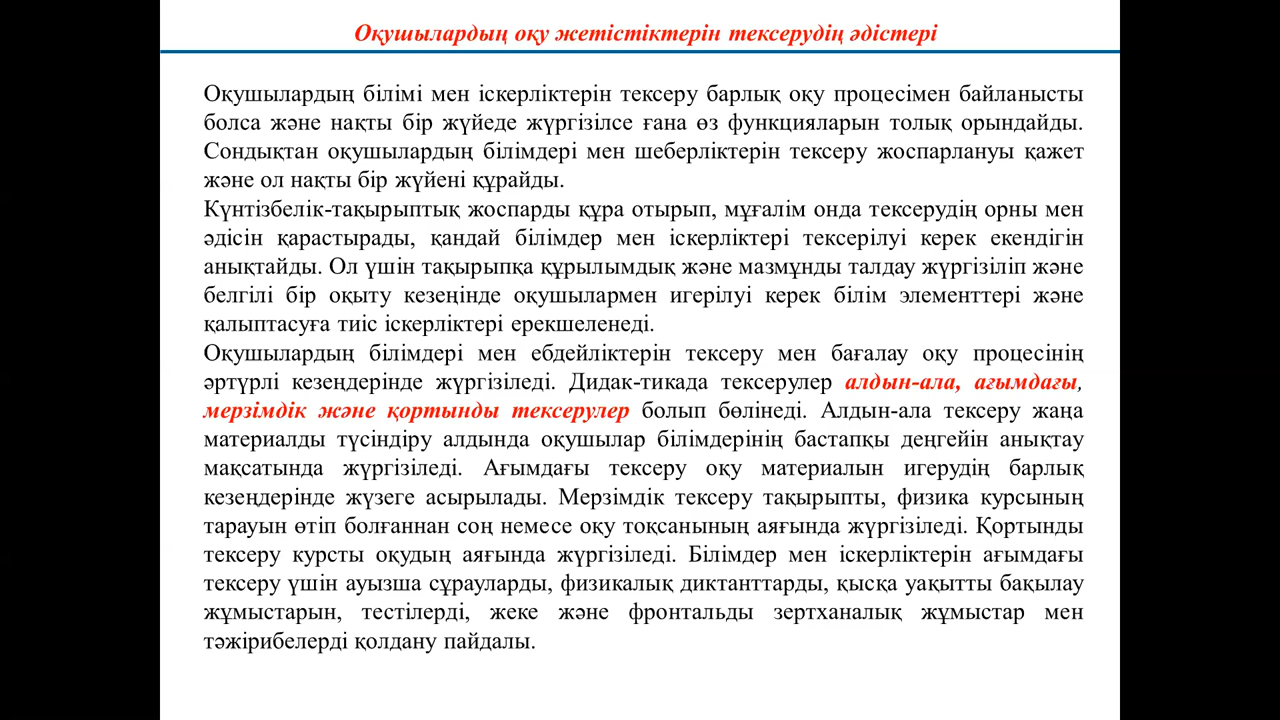 Оқушылардың оқу жетістіктерін тексерудің әдістері
Оқушылардың білімі мен іскерліктерін тексеру барлық оқу процесімен байланысты
болса және нақты бір жүйеде жүргізілсе ғана өз функцияларын толық орындайды.
Сондықтан оқушылардың білімдері мен шеберліктерін тексеру жоспарлануы қажет
және ол нақты бір жүйені құрайды.
Күнтізбелік-тақырыптық жоспарды құра отырып, мұғалім онда тексерудің орны мен
әдісін қарастырады, қандай білімдер мен іскерліктері тексерілуі керек екендігін
анықтайды. Ол үшін тақырыпқа құрылымдық және мазмұнды талдау жүргізіліп және
белгілі бір оқыту кезеңінде оқушылармен игерілуі керек білім элементтері және
қалыптасуға тиіс іскерліктері ерекшеленеді.
Оқушылардың білімдері мен ебдейліктерін тексеру мен бағалау оқу процесінің
әртүрлі кезеңдерінде жүргізіледі. Дидак-тикада тексерулер алдын-ала, ағымдағы,
мерзімдік және қортынды тексерулер болып бөлінеді. Алдын-ала тексеру жаңа
материалды түсіндіру алдында оқушылар білімдерінің бастапқы деңгейін анықтау
мақсатында жүргізіледі. Ағымдағы тексеру оқу материалын игерудің барлық
кезеңдерінде жүзеге асырылады. Мерзімдік тексеру тақырыпты, физика курсының
тарауын өтіп болғаннан соң немесе оқу тоқсанының аяғында жүргізіледі. Қортынды
тексеру курсты оқудың аяғында жүргізіледі. Білімдер мен іскерліктерін ағымдағы
тексеру үшін ауызша сұрауларды, физикалық диктанттарды, қысқа уақытты бақылау
жұмыстарын, тестілерді, жеке және фронтальды зертханалық жұмыстар мен
тәжірибелерді қолдану пайдалы.